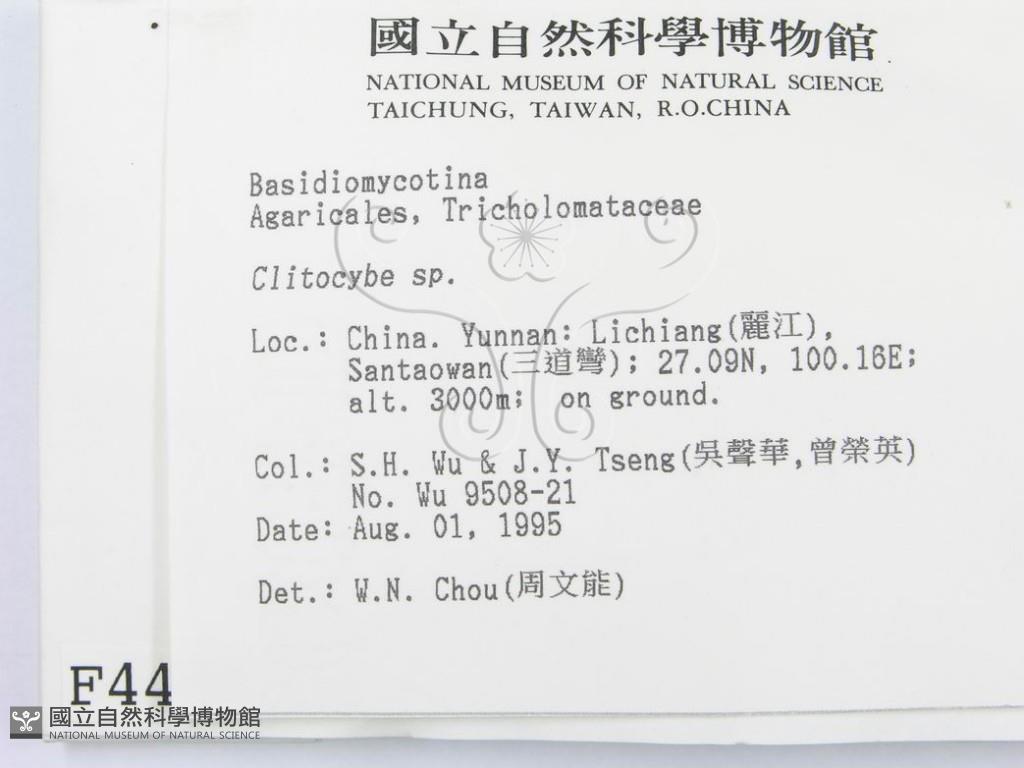 國立自然科學博物館
NATIONAL MUSEUM OF NATURAL SCIENCE
TAICHUNG, TAIWAN, R.O.CHINA
Basidiomycotina
Agaricales, Tricholomataceae
Clitocybe sp.
Loc.: China. Yunnan: Lichiang(麗江),
Santaowan(三道彎); 27.09N, 100.16E;
alt. 3000m; on ground.
Col.: S.H. Wu & J.Y. Tseng(吳聲華,曾榮英)
No. Wu 9508-21
Date: Aug. 01, 1995
Det.: W.N. Chou(周文能)
F44
國立自然科學博物館
NATIONAL MUSEUM OF NATURAL SCIENCE